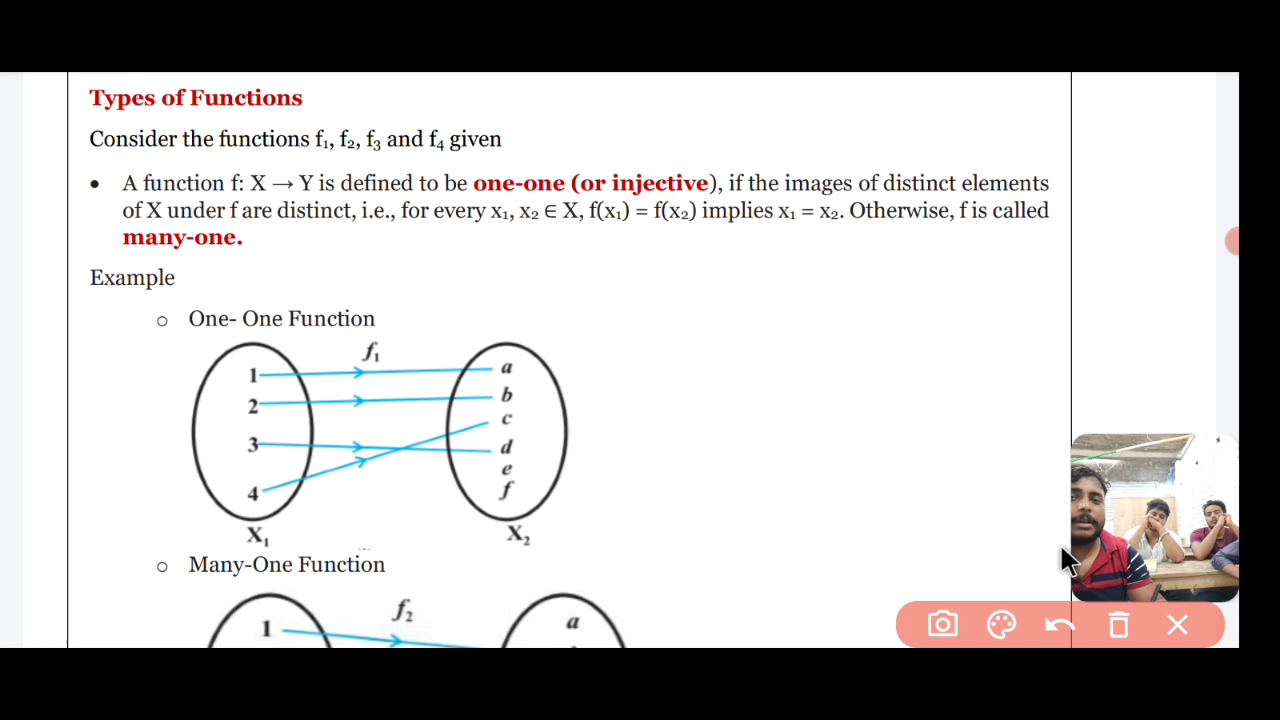 Types of Functions
Consider the functions f₁, f₂, f₃ and f₄ given
• A function f: X → Y is defined to be one-one (or injective), if the images of distinct elements
of X under f are distinct, i.e., for every x₁, x₂ ∈ X, f(x₁) = f(x₂) implies x₁ = x₂. Otherwise, f is called
many-one.
Example
o One- One Function
f₁
1 a
2 b
c
3 d
e
4 f
X₁ X₂
o Many-One Function
f₂
1 a